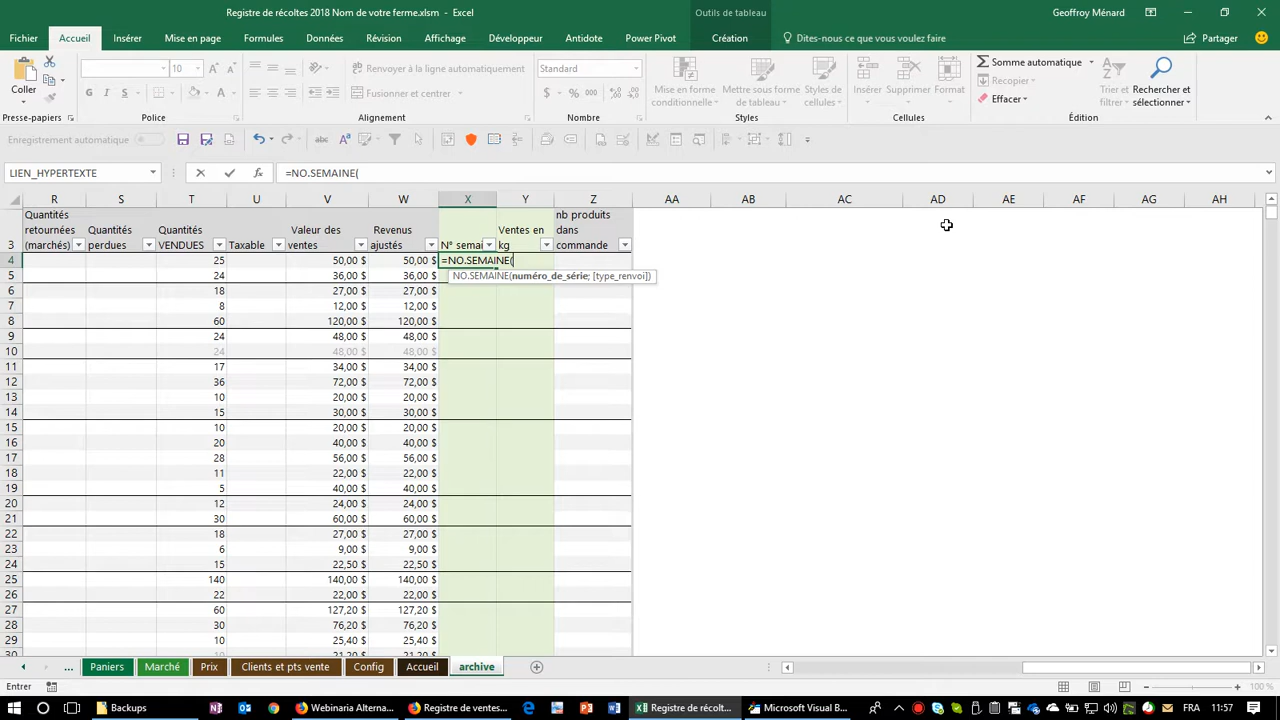 Registre de récoltes 2018 Nom de votre ferme.xlsm - Excel
Outils de tableau
Geoffroy Ménard
Fichier Accueil Insérer Mise en page Formules Données Révision Affichage Développeur Antidote Power Pivot Création Dites-nous ce que vous voulez faire Partager
Coller
10
G I S
Renvoyer à la ligne automatiquement
Fusionner et centrer
Standard
$ % 000
Mise en forme conditionnelle
Mettre sous forme de tableau
Styles de cellules
Insérer Supprimer Format
Somme automatique
Recopier
Effacer
Trier et filtrer
Rechercher et sélectionner
Presse-papiers Police Alignement Nombre Styles Cellules
Enregistrement automatique
LIEN_HYPERTEXTE =NO.SEMAINE(
R S T U V W X Y Z AA AB AC AD AE AF AG AH
Quantités retournées (marchés) Quantités perdues Quantités VENDUES Taxable Valeur des ventes Revenus ajustés N° semai Ventes en kg nb produits dans commande
3
4 25 50,00 $ 50,00 $ =NO.SEMAINE(
5 24 36,00 $ 36,00 $ NO.SEMAINE(numéro_de_série; [type_renvoi])
6 18 27,00 $ 27,00 $
7 8 12,00 $ 12,00 $
8 60 120,00 $ 120,00 $
9 24 48,00 $ 48,00 $
10 24 48,00 $ 48,00 $
11 17 34,00 $ 34,00 $
12 36 72,00 $ 72,00 $
13 10 20,00 $ 20,00 $
14 15 30,00 $ 30,00 $
15 10 20,00 $ 20,00 $
16 20 40,00 $ 40,00 $
17 28 56,00 $ 56,00 $
18 11 22,00 $ 22,00 $
19 5 40,00 $ 40,00 $
20 12 24,00 $ 24,00 $
21 30 60,00 $ 60,00 $
22 18 27,00 $ 27,00 $
23 6 9,00 $ 9,00 $
24 15 22,50 $ 22,50 $
25 140 140,00 $ 140,00 $
26 22 22,00 $ 22,00 $
27 60 127,20 $ 127,20 $
28 30 76,20 $ 76,20 $
29 10 25,40 $ 25,40 $
30 10 21,20 $ 21,20 $
... Paniers Marché Prix Clients et pts vente Config Accueil archive
Entrer 100 %
Backups Webinaria Alterna... Registre de ventes... Registre de récolt... Microsoft Visual B... FR 11:57